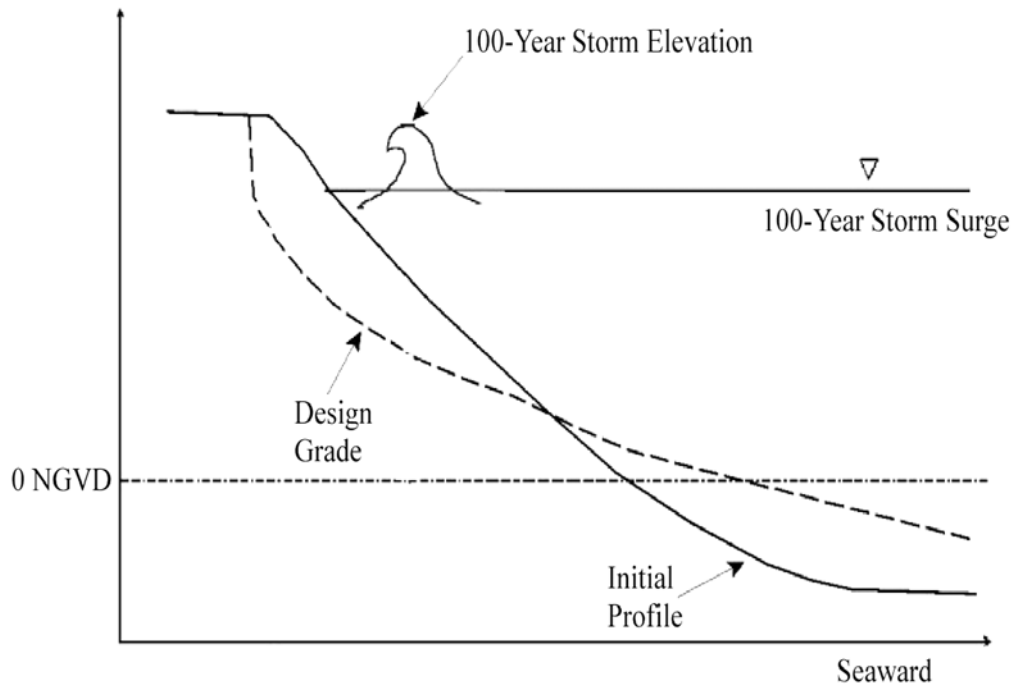 100-Year Storm Elevation
100-Year Storm Surge
Design
Grade
0 NGVD
Initial
Profile
Seaward